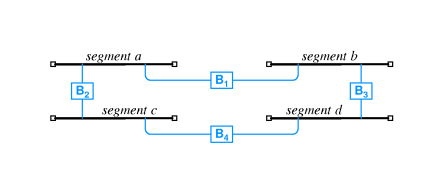 segment a
segment b
B1
B2
B3
segment c
segment d
B4